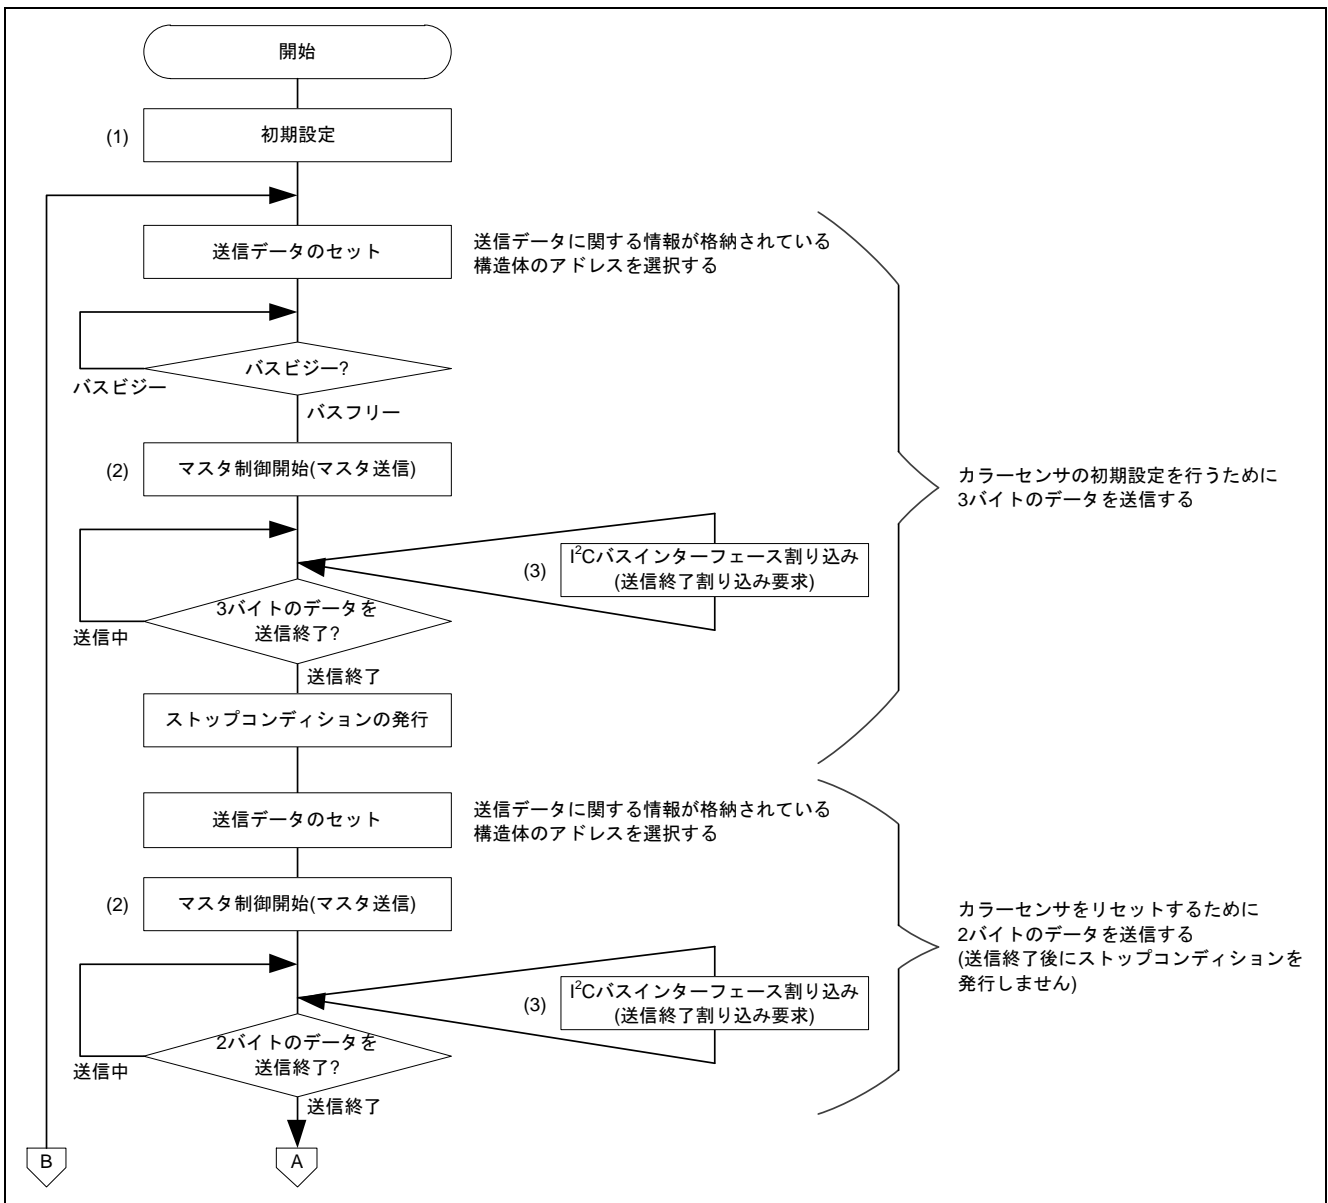 開始
(1)
初期設定
送信データのセット
送信データに関する情報が格納されている
構造体のアドレスを選択する
バスビジー?
バスビジー
バスフリー
(2)
マスタ制御開始(マスタ送信)
カラーセンサの初期設定を行うために
3バイトのデータを送信する
(3)
I²Cバスインターフェース割り込み
(送信終了割り込み要求)
3バイトのデータを
送信終了?
送信中
送信終了
ストップコンディションの発行
送信データのセット
送信データに関する情報が格納されている
構造体のアドレスを選択する
(2)
マスタ制御開始(マスタ送信)
カラーセンサをリセットするために
2バイトのデータを送信する
(送信終了後にストップコンディションを
発行しません)
(3)
I²Cバスインターフェース割り込み
(送信終了割り込み要求)
2バイトのデータを
送信終了?
送信中
送信終了
B
A